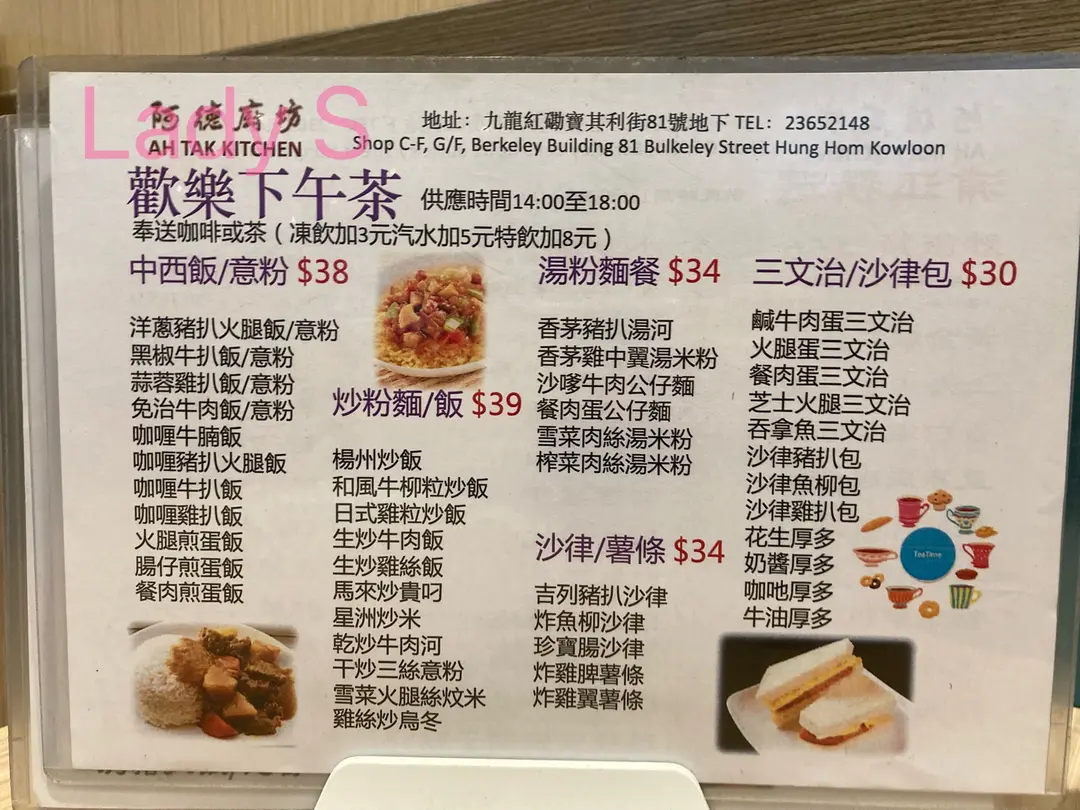 Lady S
阿德廚坊
AH TAK KITCHEN
地址：九龍紅磡寶其利街81號地下 TEL：23652148
Shop C-F, G/F, Berkeley Building 81 Bulkeley Street Hung Hom Kowloon
歡樂下午茶 供應時間14:00至18:00
奉送咖啡或茶（凍飲加3元汽水加5元特飲加8元）
中西飯/意粉 $38
洋蔥豬扒火腿飯/意粉
黑椒牛扒飯/意粉
蒜蓉雞扒飯/意粉
免治牛肉飯/意粉
咖喱牛腩飯
咖喱豬扒火腿飯
咖喱牛扒飯
咖喱雞扒飯
火腿煎蛋飯
腸仔煎蛋飯
餐肉煎蛋飯
炒粉麵/飯 $39
楊州炒飯
和風牛柳粒炒飯
日式雞粒炒飯
生炒牛肉飯
生炒雞絲飯
馬來炒貴叼
星洲炒米
乾炒牛肉河
干炒三絲意粉
雪菜火腿絲炆米
雞絲炒烏冬
湯粉麵餐 $34
香茅豬扒湯河
香茅雞中翼湯米粉
沙嗲牛肉公仔麵
餐肉蛋公仔麵
雪菜肉絲湯米粉
榨菜肉絲湯米粉
沙律/薯條 $34
吉列豬扒沙律
炸魚柳沙律
珍寶腸沙律
炸雞脾薯條
炸雞翼薯條
三文治/沙律包 $30
鹹牛肉蛋三文治
火腿蛋三文治
餐肉蛋三文治
芝士火腿三文治
吞拿魚三文治
沙律豬扒包
沙律魚柳包
沙律雞扒包
花生厚多
奶醬厚多
咖吔厚多
牛油厚多
TeaTime